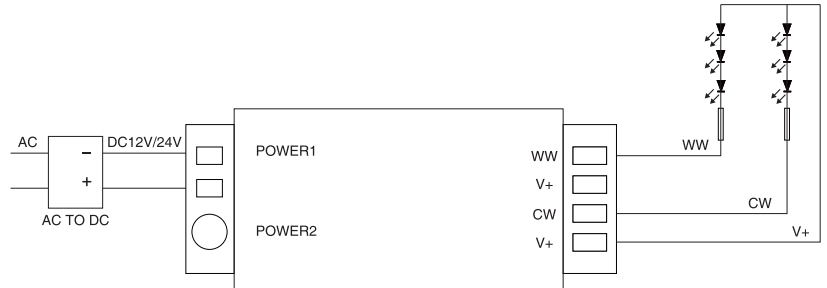 AC
DC12V/24V
−
+
AC TO DC
POWER1
POWER2
WW
V+
CW
V+
WW
CW
V+